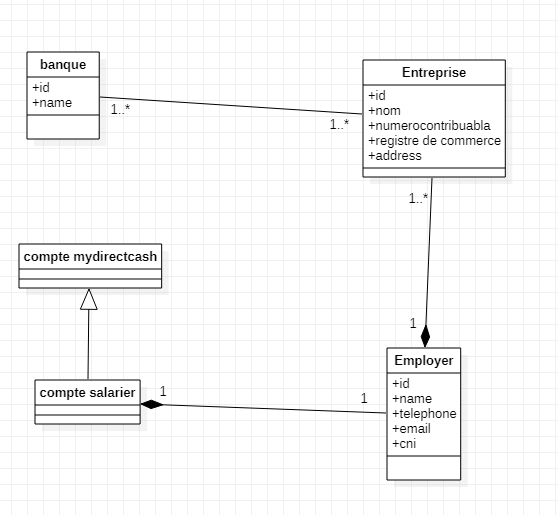 banque
+id
+name
1..*
Entreprise
+id
+nom
+numerocontribuabla
+registre de commerce
+address
1..*
1..*
compte mydirectcash
1
Employer
+id
+name
+telephone
+email
+cni
compte salarier
1
1